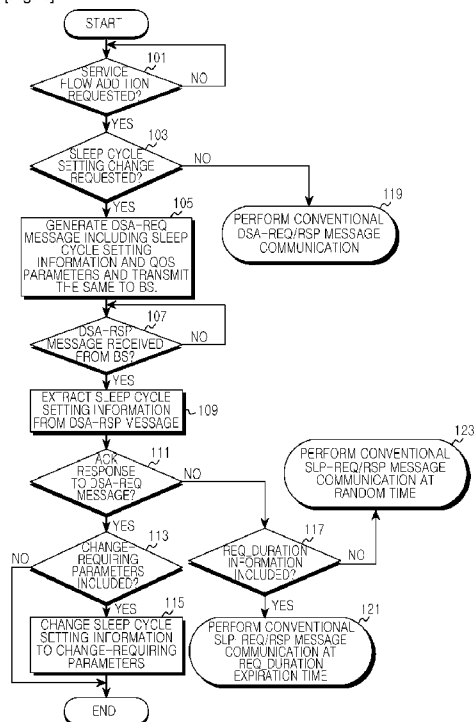 START
101
SERVICE
FLOW ADDITION
REQUESTED?
NO
YES
103
SLEEP CYCLE
SETTING CHANGE
REQUESTED?
NO
YES
105
GENERATE DSA-REQ
MESSAGE INCLUDING SLEEP
CYCLE SETTING
INFORMATION AND QOS
PARAMETERS AND TRANSMIT
THE SAME TO BS.
119
PERFORM CONVENTIONAL
DSA-REQ/RSP MESSAGE
COMMUNICATION
107
DSA-RSP
MESSAGE RECEIVED
FROM BS?
NO
YES
EXTRACT SLEEP CYCLE
SETTING INFORMATION
FROM DSA-RSP MESSAGE
109
111
ACK
RESPONSE
TO DSA-REQ
MESSAGE?
NO
YES
123
PERFORM CONVENTIONAL
SLP-REQ/RSP MESSAGE
COMMUNICATION AT
RANDOM TIME
113
CHANGE-
REQUIRING
PARAMETERS
INCLUDED?
NO
YES
117
REQ_DURATION
INFORMATION
INCLUDED?
NO
YES
115
CHANGE SLEEP CYCLE
SETTING INFORMATION
TO CHANGE-REQUIRING
PARAMETERS
121
PERFORM CONVENTIONAL
SLP-REQ/RSP MESSAGE
COMMUNICATION AT
REQ_DURATION
EXPIRATION TIME
END